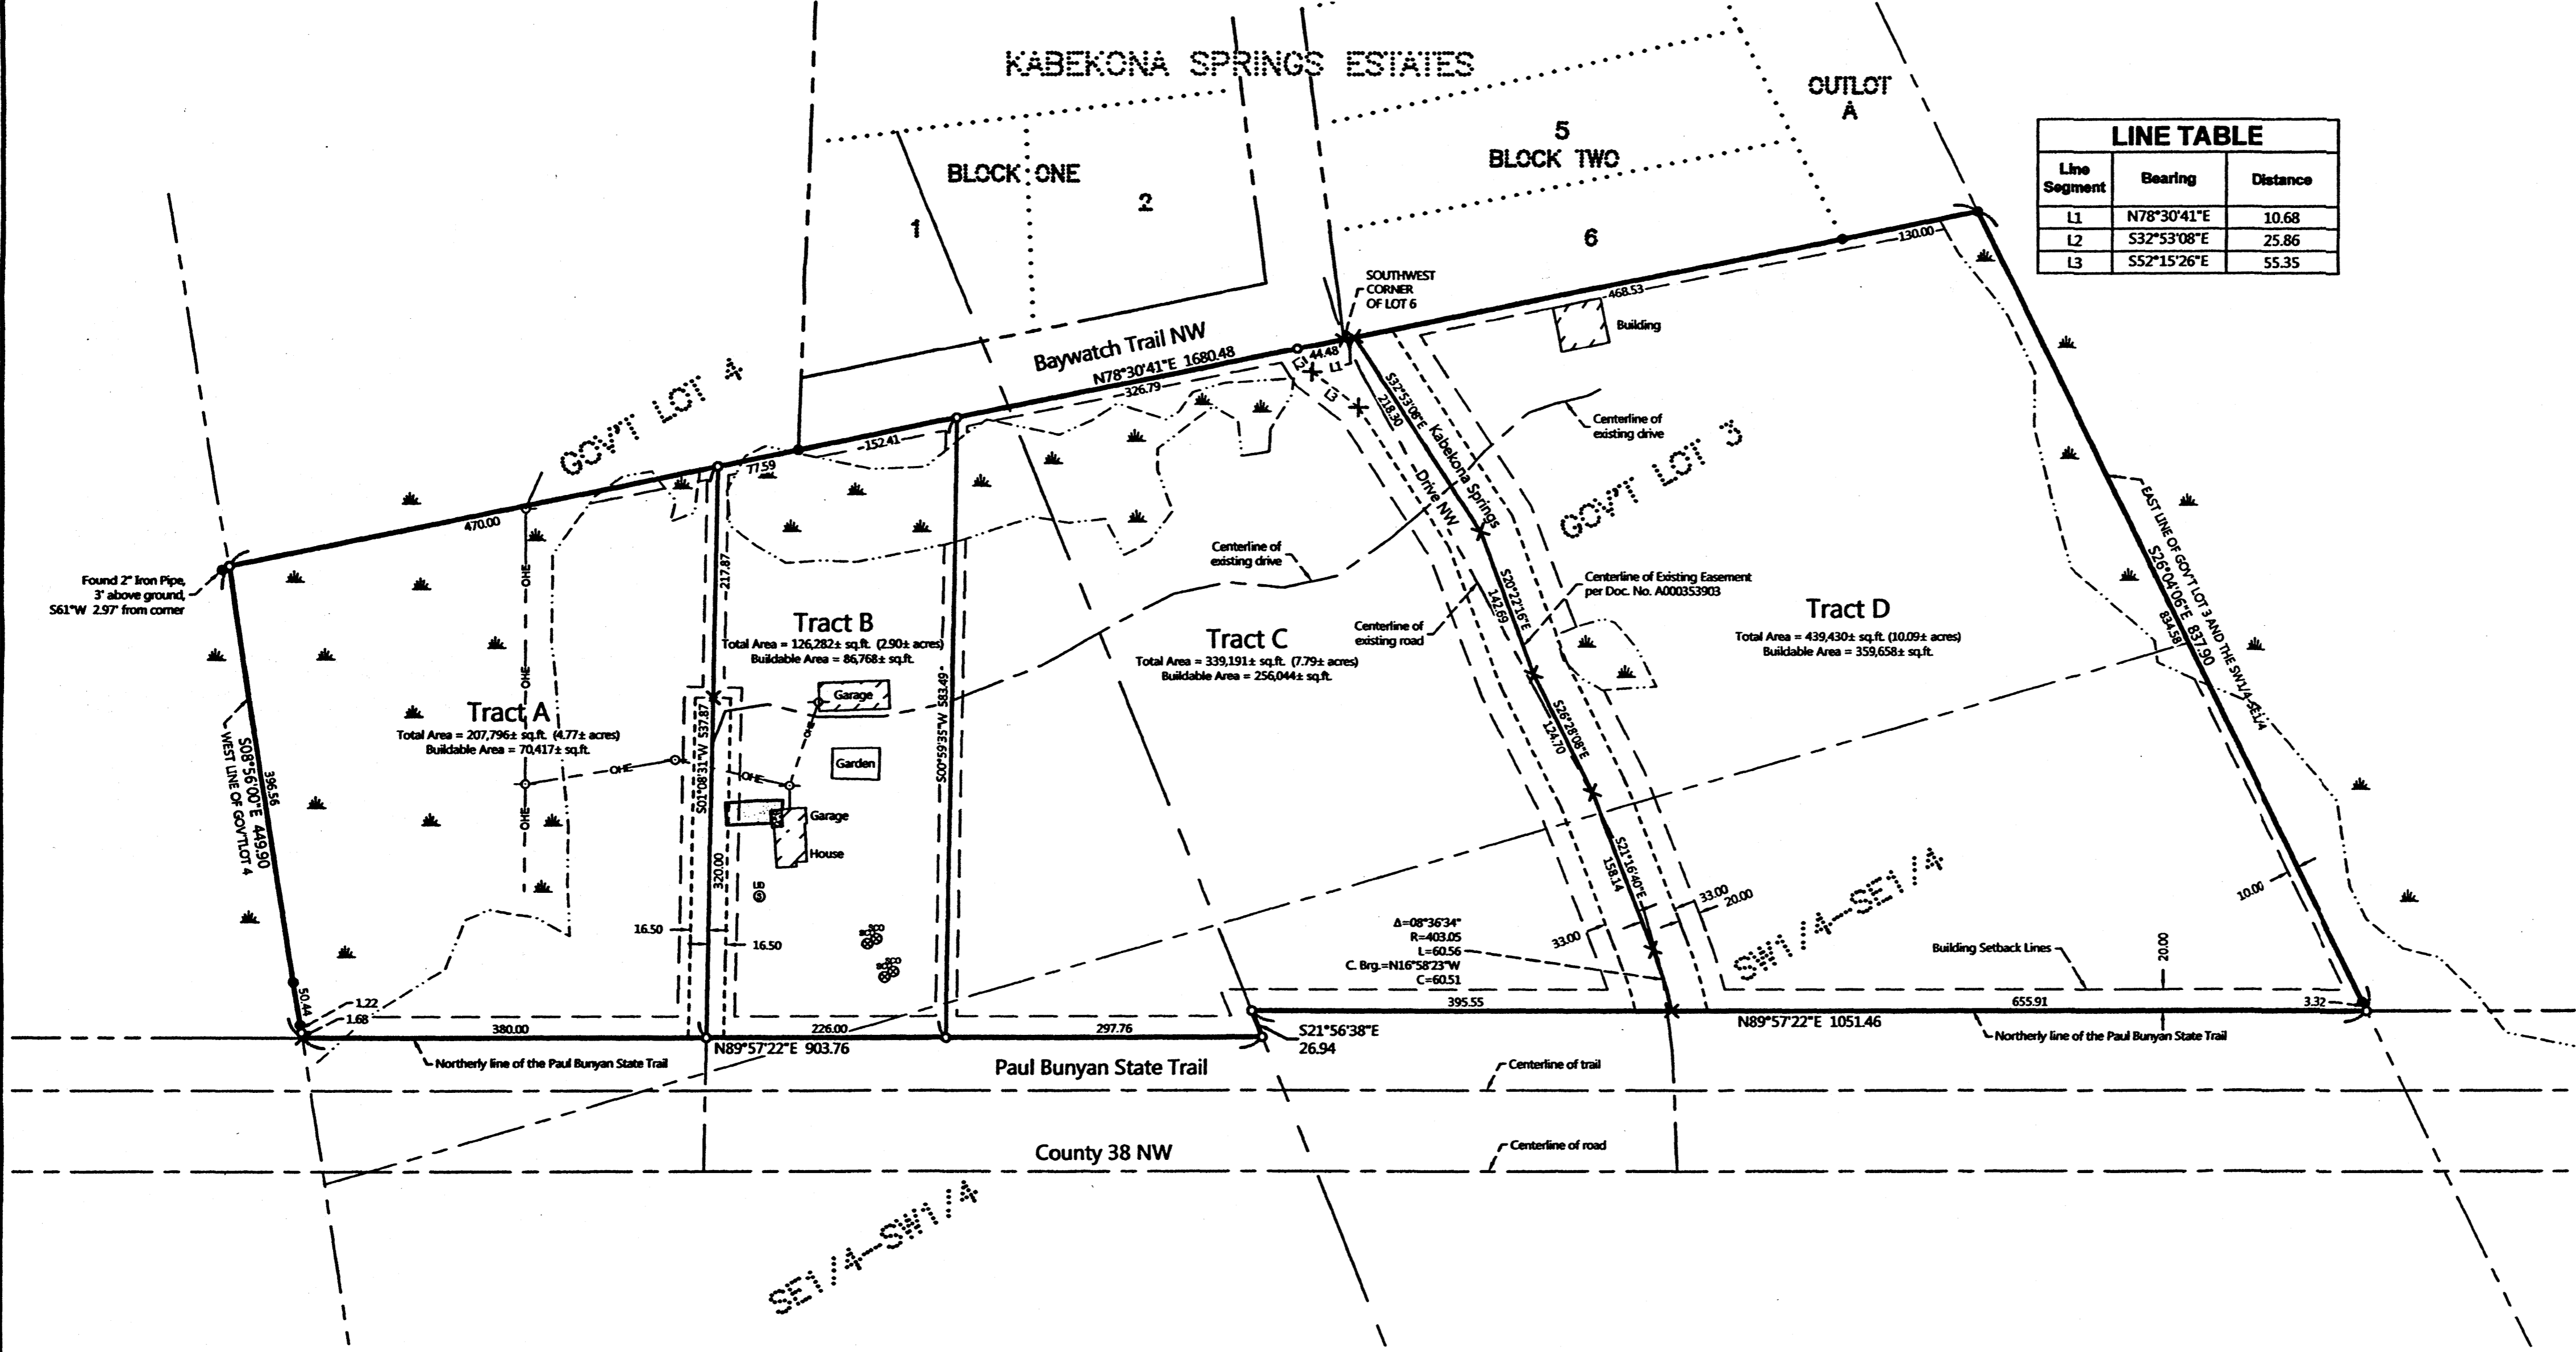 KABEKONA SPRINGS ESTATES
OUTLOT
A
5
BLOCK TWO
BLOCK ONE
2
1
6
LINE TABLE
Line Segment Bearing Distance
L1 N78°30'41"E 10.68
L2 S32°53'08"E 25.86
L3 S52°15'26"E 55.35
130.00
468.53
SOUTHWEST
CORNER
OF LOT 6
Building
Baywatch Trail NW
N78°30'41"E 1680.48
326.79
44.48
L1
L2
L3
GOV'T LOT 4
152.41
77.59
470.00
S32°53'08"E
218.30
Kabekona Springs
Drive NW
Centerline of
existing drive
GOV'T LOT 3
Centerline of
existing drive
Found 2" Iron Pipe,
3' above ground,
S61°W 2.97' from corner
OHE
OHE
OHE
OHE
OHE
OHE
217.87
S20°22'16"E
142.69
Centerline of Existing Easement
per Doc. No. A000353903
Centerline of
existing road
EAST LINE OF GOV'T LOT 3 AND THE SW1/4-SE1/4
S26°04'06"E 837.90
834.58
Tract B
Total Area = 126,282± sq.ft. (2.90± acres)
Buildable Area = 86,768± sq.ft.
Tract C
Total Area = 339,191± sq.ft. (7.79± acres)
Buildable Area = 256,044± sq.ft.
Tract D
Total Area = 439,430± sq.ft. (10.09± acres)
Buildable Area = 359,658± sq.ft.
Tract A
Total Area = 207,796± sq.ft. (4.77± acres)
Buildable Area = 70,417± sq.ft.
Garage
Garden
Garage
House
S01°08'31"W 537.87
320.00
S00°59'35"W 583.49
S26°28'08"E
124.70
S21°16'40"E
158.14
396.56
S08°56'00"E 449.90
WEST LINE OF GOV'T LOT 4
16.50
16.50
SCO
SCO
33.00
20.00
33.00
10.00
20.00
SW1/4-SE1/4
Building Setback Lines
Δ=08°36'34"
R=403.05
L=60.56
C. Brg.=N16°58'23"W
C=60.51
50.44
1.22
1.68
380.00
226.00
297.76
395.55
655.91
3.32
N89°57'22"E 903.76
S21°56'38"E
26.94
N89°57'22"E 1051.46
Northerly line of the Paul Bunyan State Trail
Northerly line of the Paul Bunyan State Trail
Paul Bunyan State Trail
Centerline of trail
County 38 NW
Centerline of road
SE1/4-SW1/4